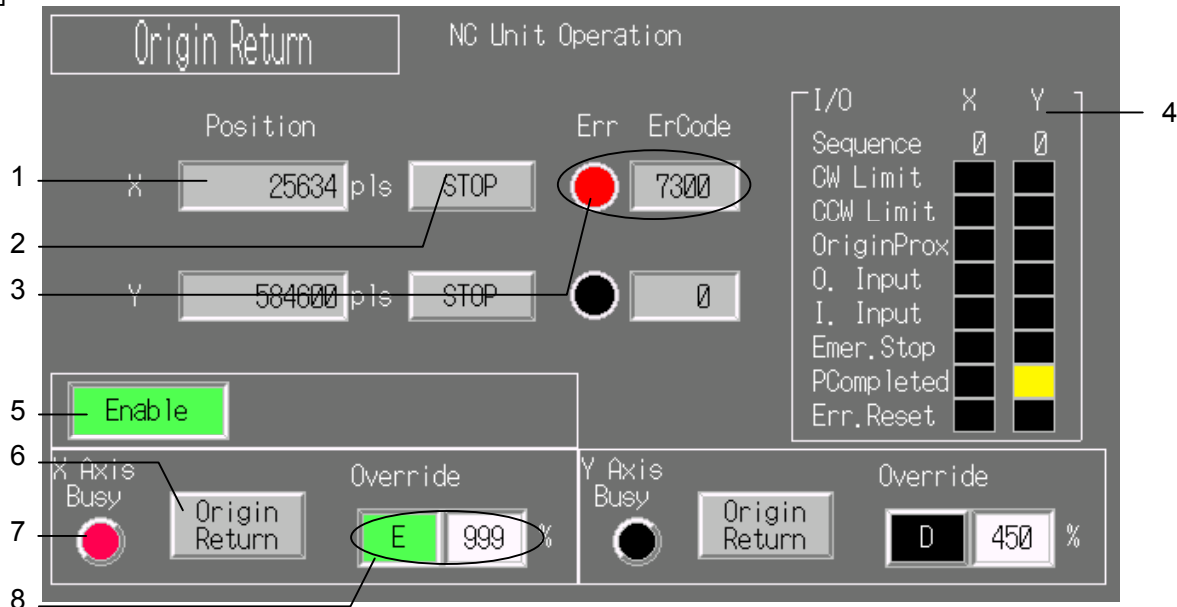 Origin Return
NC Unit Operation
Position Err ErCode
1 X 25634 pls STOP 7300
2
3 Y 584600 pls STOP 0
I/O X Y 4
Sequence 0 0
CW Limit
CCW Limit
OriginProx
O. Input
I. Input
Emer.Stop
PCompleted
Err.Reset
5 Enable
6
X Axis
Busy
Origin
Return
Override
7 E 999 %
8
Y Axis
Busy
Origin
Return
Override
D 450 %